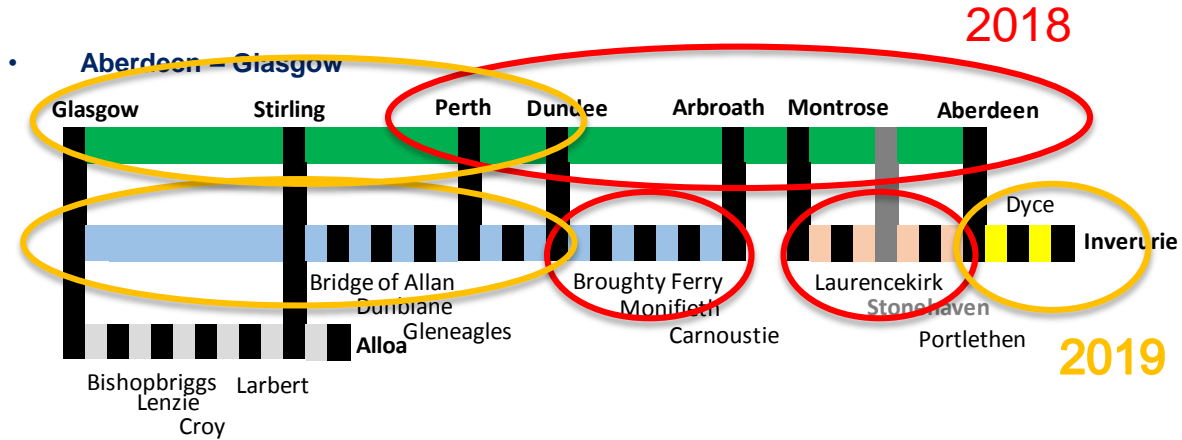 2018
• Aberdeen – Glasgow
Glasgow Stirling Perth Dundee Arbroath Montrose Aberdeen
Dyce
Inverurie
Bridge of Allan Broughty Ferry Laurencekirk
Dunblane Monifieth Stonehaven
Gleneagles Carnoustie Portlethen
Alloa
2019
Bishopbriggs Larbert
Lenzie
Croy